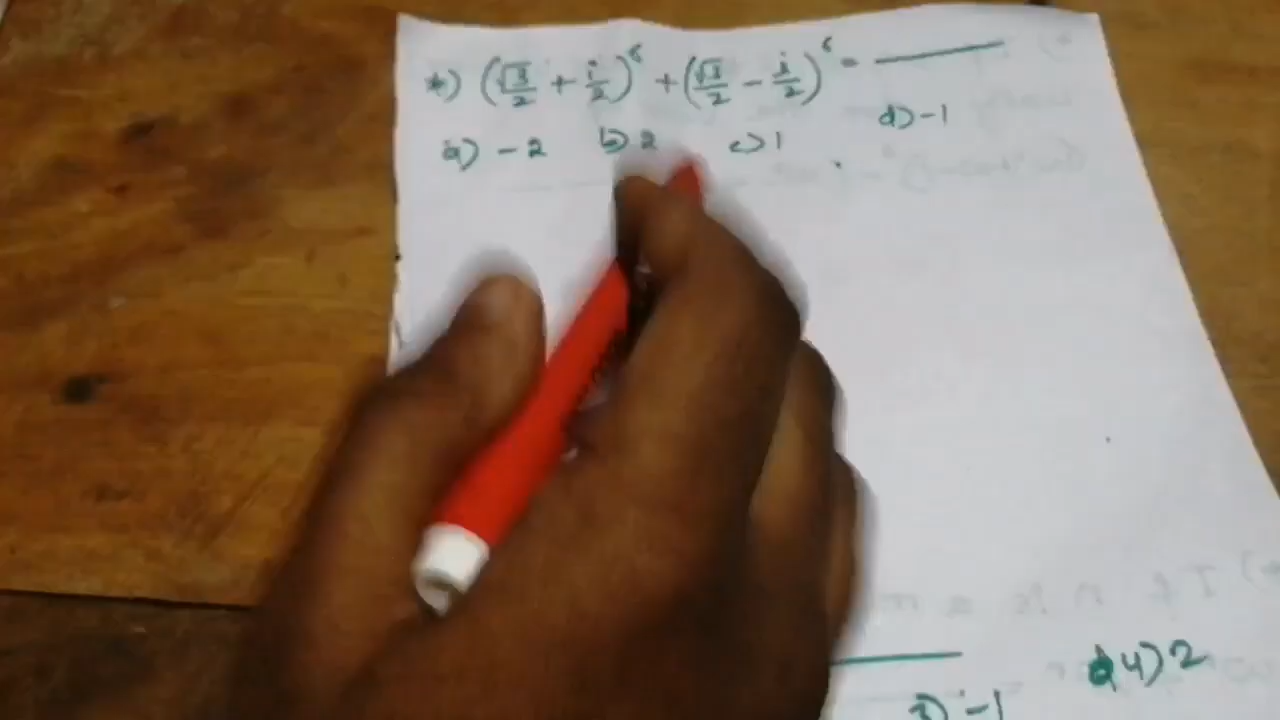 *) (√3/2 + i/2)⁶ + (√3/2 - i/2)⁶ = ______
a) -2 b) 2 c) 1 d) -1
3) -1 4) 2